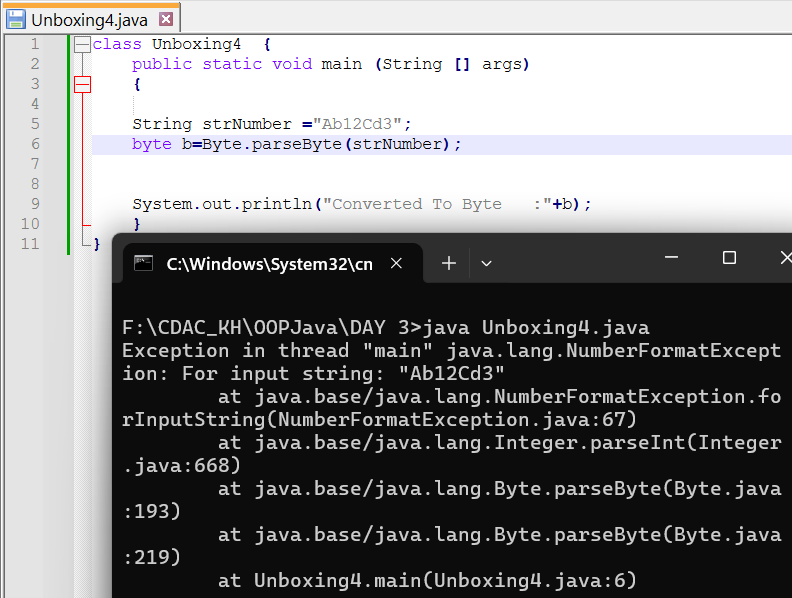 Unboxing4.java
1 class Unboxing4  {
2     public static void main (String [] args)
3     {
4
5     String strNumber ="Ab12Cd3";
6     byte b=Byte.parseByte(strNumber);
7
8
9     System.out.println("Converted To Byte   :"+b);
10     }
11 }
C:\Windows\System32\cn
F:\CDAC_KH\OOPJava\DAY 3>java Unboxing4.java
Exception in thread "main" java.lang.NumberFormatExcept
ion: For input string: "Ab12Cd3"
        at java.base/java.lang.NumberFormatException.fo
rInputString(NumberFormatException.java:67)
        at java.base/java.lang.Integer.parseInt(Integer
.java:668)
        at java.base/java.lang.Byte.parseByte(Byte.java
:193)
        at java.base/java.lang.Byte.parseByte(Byte.java
:219)
        at Unboxing4.main(Unboxing4.java:6)